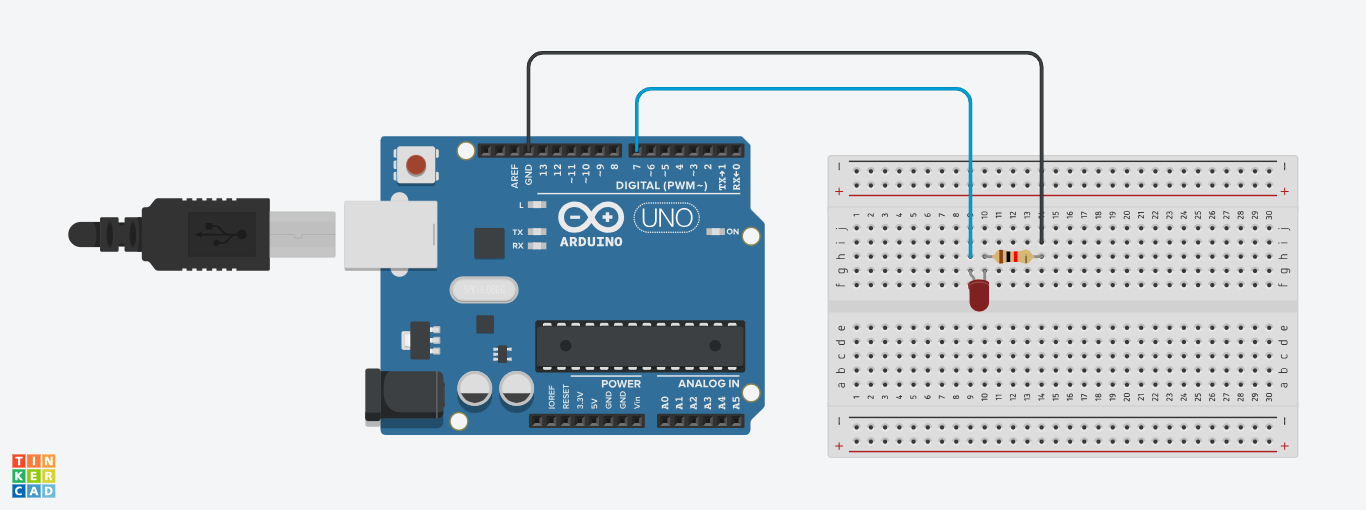 AREF
GND
13
12
~11
~10
~9
8
7
~6
~5
4
~3
2
TX→1
RX←0
DIGITAL (PWM~)
L
TX
RX
ARDUINO
UNO
ON
POWER
ANALOG IN
IOREF
RESET
3.3V
5V
GND
GND
Vin
A0
A1
A2
A3
A4
A5
− −
+ +
1 2 3 4 5 6 7 8 9 10 11 12 13 14 15 16 17 18 19 20 21 22 23 24 25 26 27 28 29 30
j j
i i
h h
g g
f f
e e
d d
c c
b b
a a
1 2 3 4 5 6 7 8 9 10 11 12 13 14 15 16 17 18 19 20 21 22 23 24 25 26 27 28 29 30
− −
+ +
TIN
KER
CAD